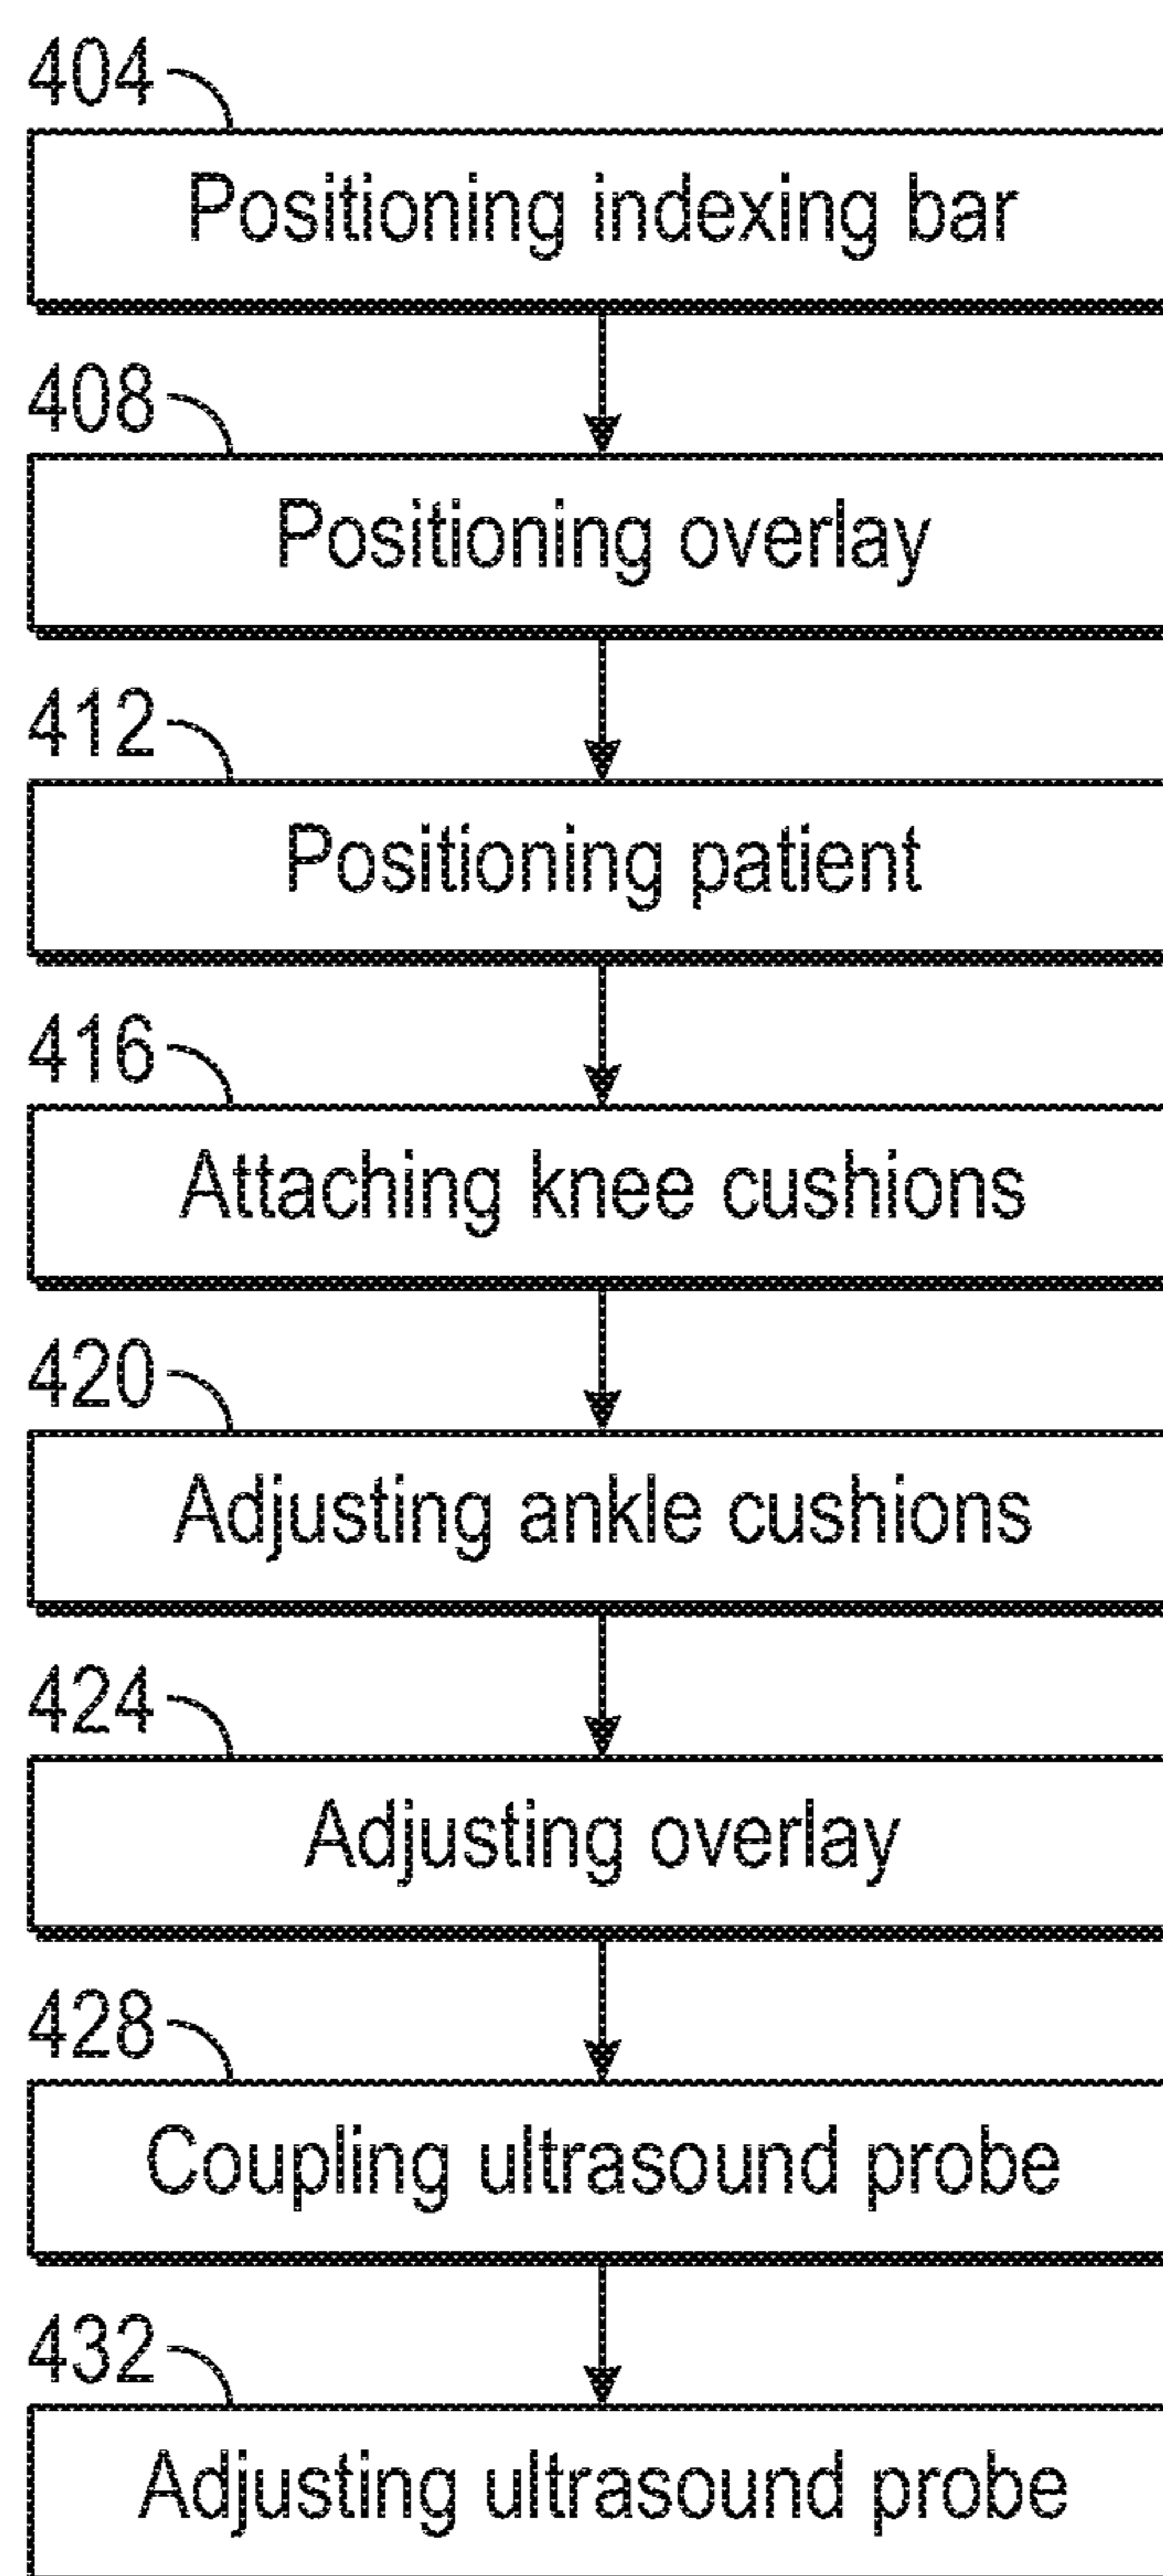 404
Positioning indexing bar
408
Positioning overlay
412
Positioning patient
416
Attaching knee cushions
420
Adjusting ankle cushions
424
Adjusting overlay
428
Coupling ultrasound probe
432
Adjusting ultrasound probe